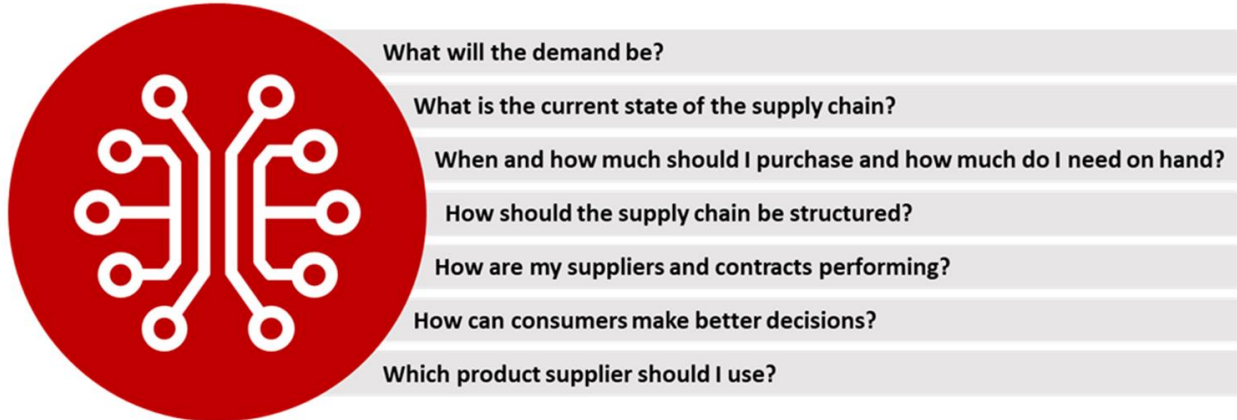 What will the demand be?
What is the current state of the supply chain?
When and how much should I purchase and how much do I need on hand?
How should the supply chain be structured?
How are my suppliers and contracts performing?
How can consumers make better decisions?
Which product supplier should I use?